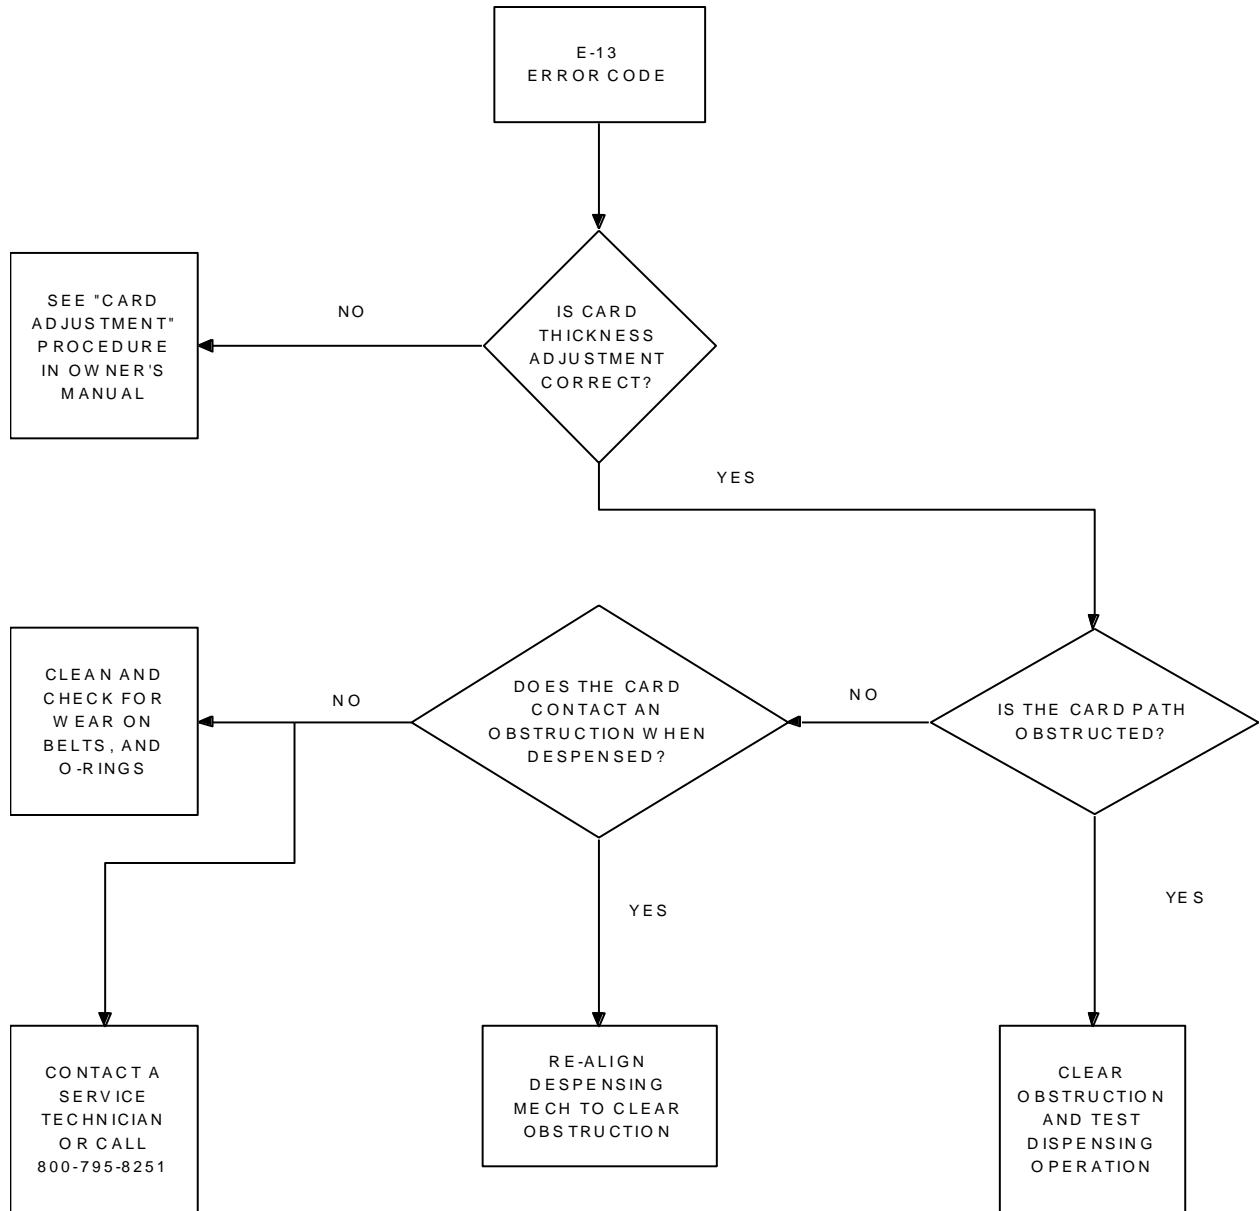 E-13
ERROR CODE
SEE "CARD
ADJUSTMENT"
PROCEDURE
IN OWNER'S
MANUAL
NO
IS CARD
THICKNESS
ADJUSTMENT
CORRECT?
YES
CLEAN AND
CHECK FOR
WEAR ON
BELTS, AND
O-RINGS
NO
DOES THE CARD
CONTACT AN
OBSTRUCTION WHEN
DESPENSED?
NO
IS THE CARD PATH
OBSTRUCTED?
YES
YES
CONTACT A
SERVICE
TECHNICIAN
OR CALL
800-795-8251
RE-ALIGN
DESPENSING
MECH TO CLEAR
OBSTRUCTION
CLEAR
OBSTRUCTION
AND TEST
DISPENSING
OPERATION